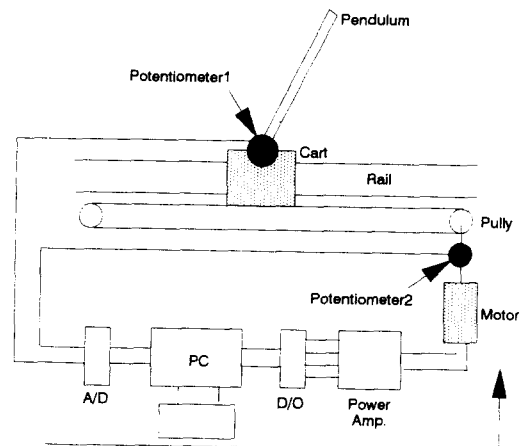 Pendulum
Potentiometer1
Cart
Rail
Pully
Potentiometer2
Motor
PC
A/D
D/O
Power
Amp.